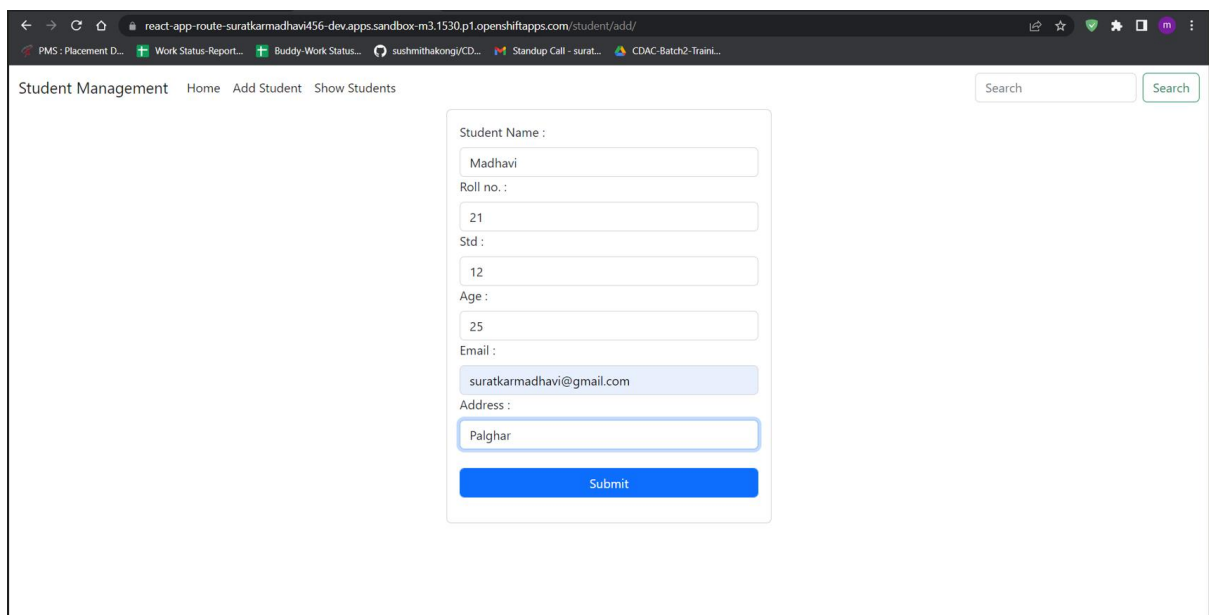 react-app-route-suratkarmadhavi456-dev.apps.sandbox-m3.1530.p1.openshiftapps.com/student/add/
m
PMS : Placement D... Work Status-Report... Buddy-Work Status... sushmithakongi/CD... Standup Call - surat... CDAC-Batch2-Traini...
Student Management Home Add Student Show Students Search Search
Student Name :
Madhavi
Roll no. :
21
Std :
12
Age :
25
Email :
suratkarmadhavi@gmail.com
Address :
Palghar
Submit